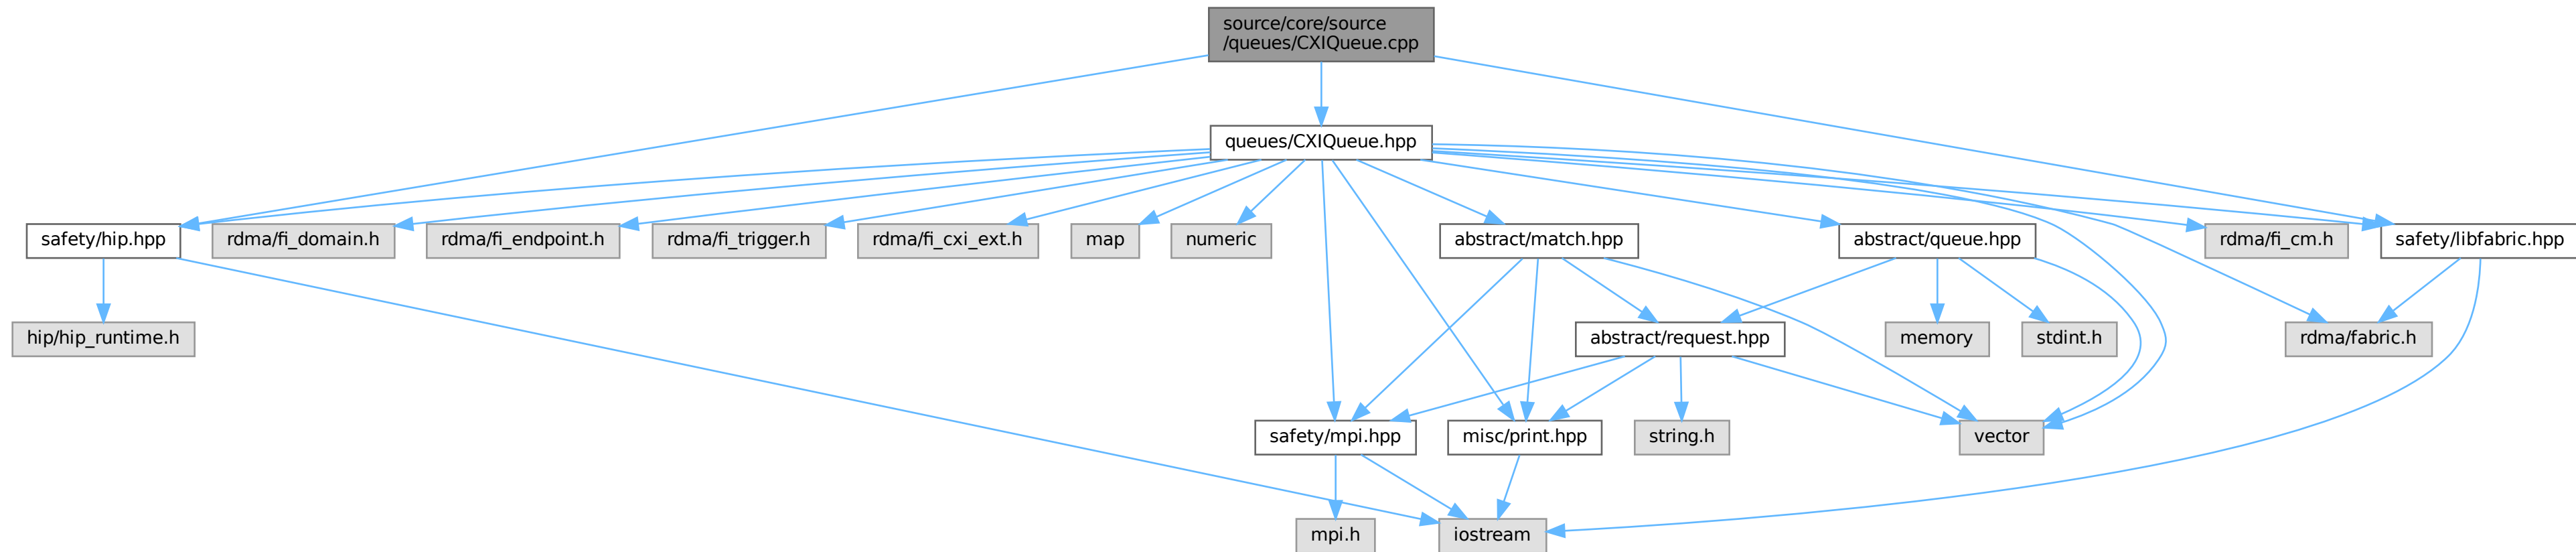 source/core/source
/queues/CXIQueue.cpp
queues/CXIQueue.hpp
safety/hip.hpp
rdma/fi_domain.h
rdma/fi_endpoint.h
rdma/fi_trigger.h
rdma/fi_cxi_ext.h
map
numeric
abstract/match.hpp
abstract/queue.hpp
rdma/fi_cm.h
safety/libfabric.hpp
hip/hip_runtime.h
abstract/request.hpp
memory
stdint.h
rdma/fabric.h
safety/mpi.hpp
misc/print.hpp
string.h
vector
mpi.h
iostream